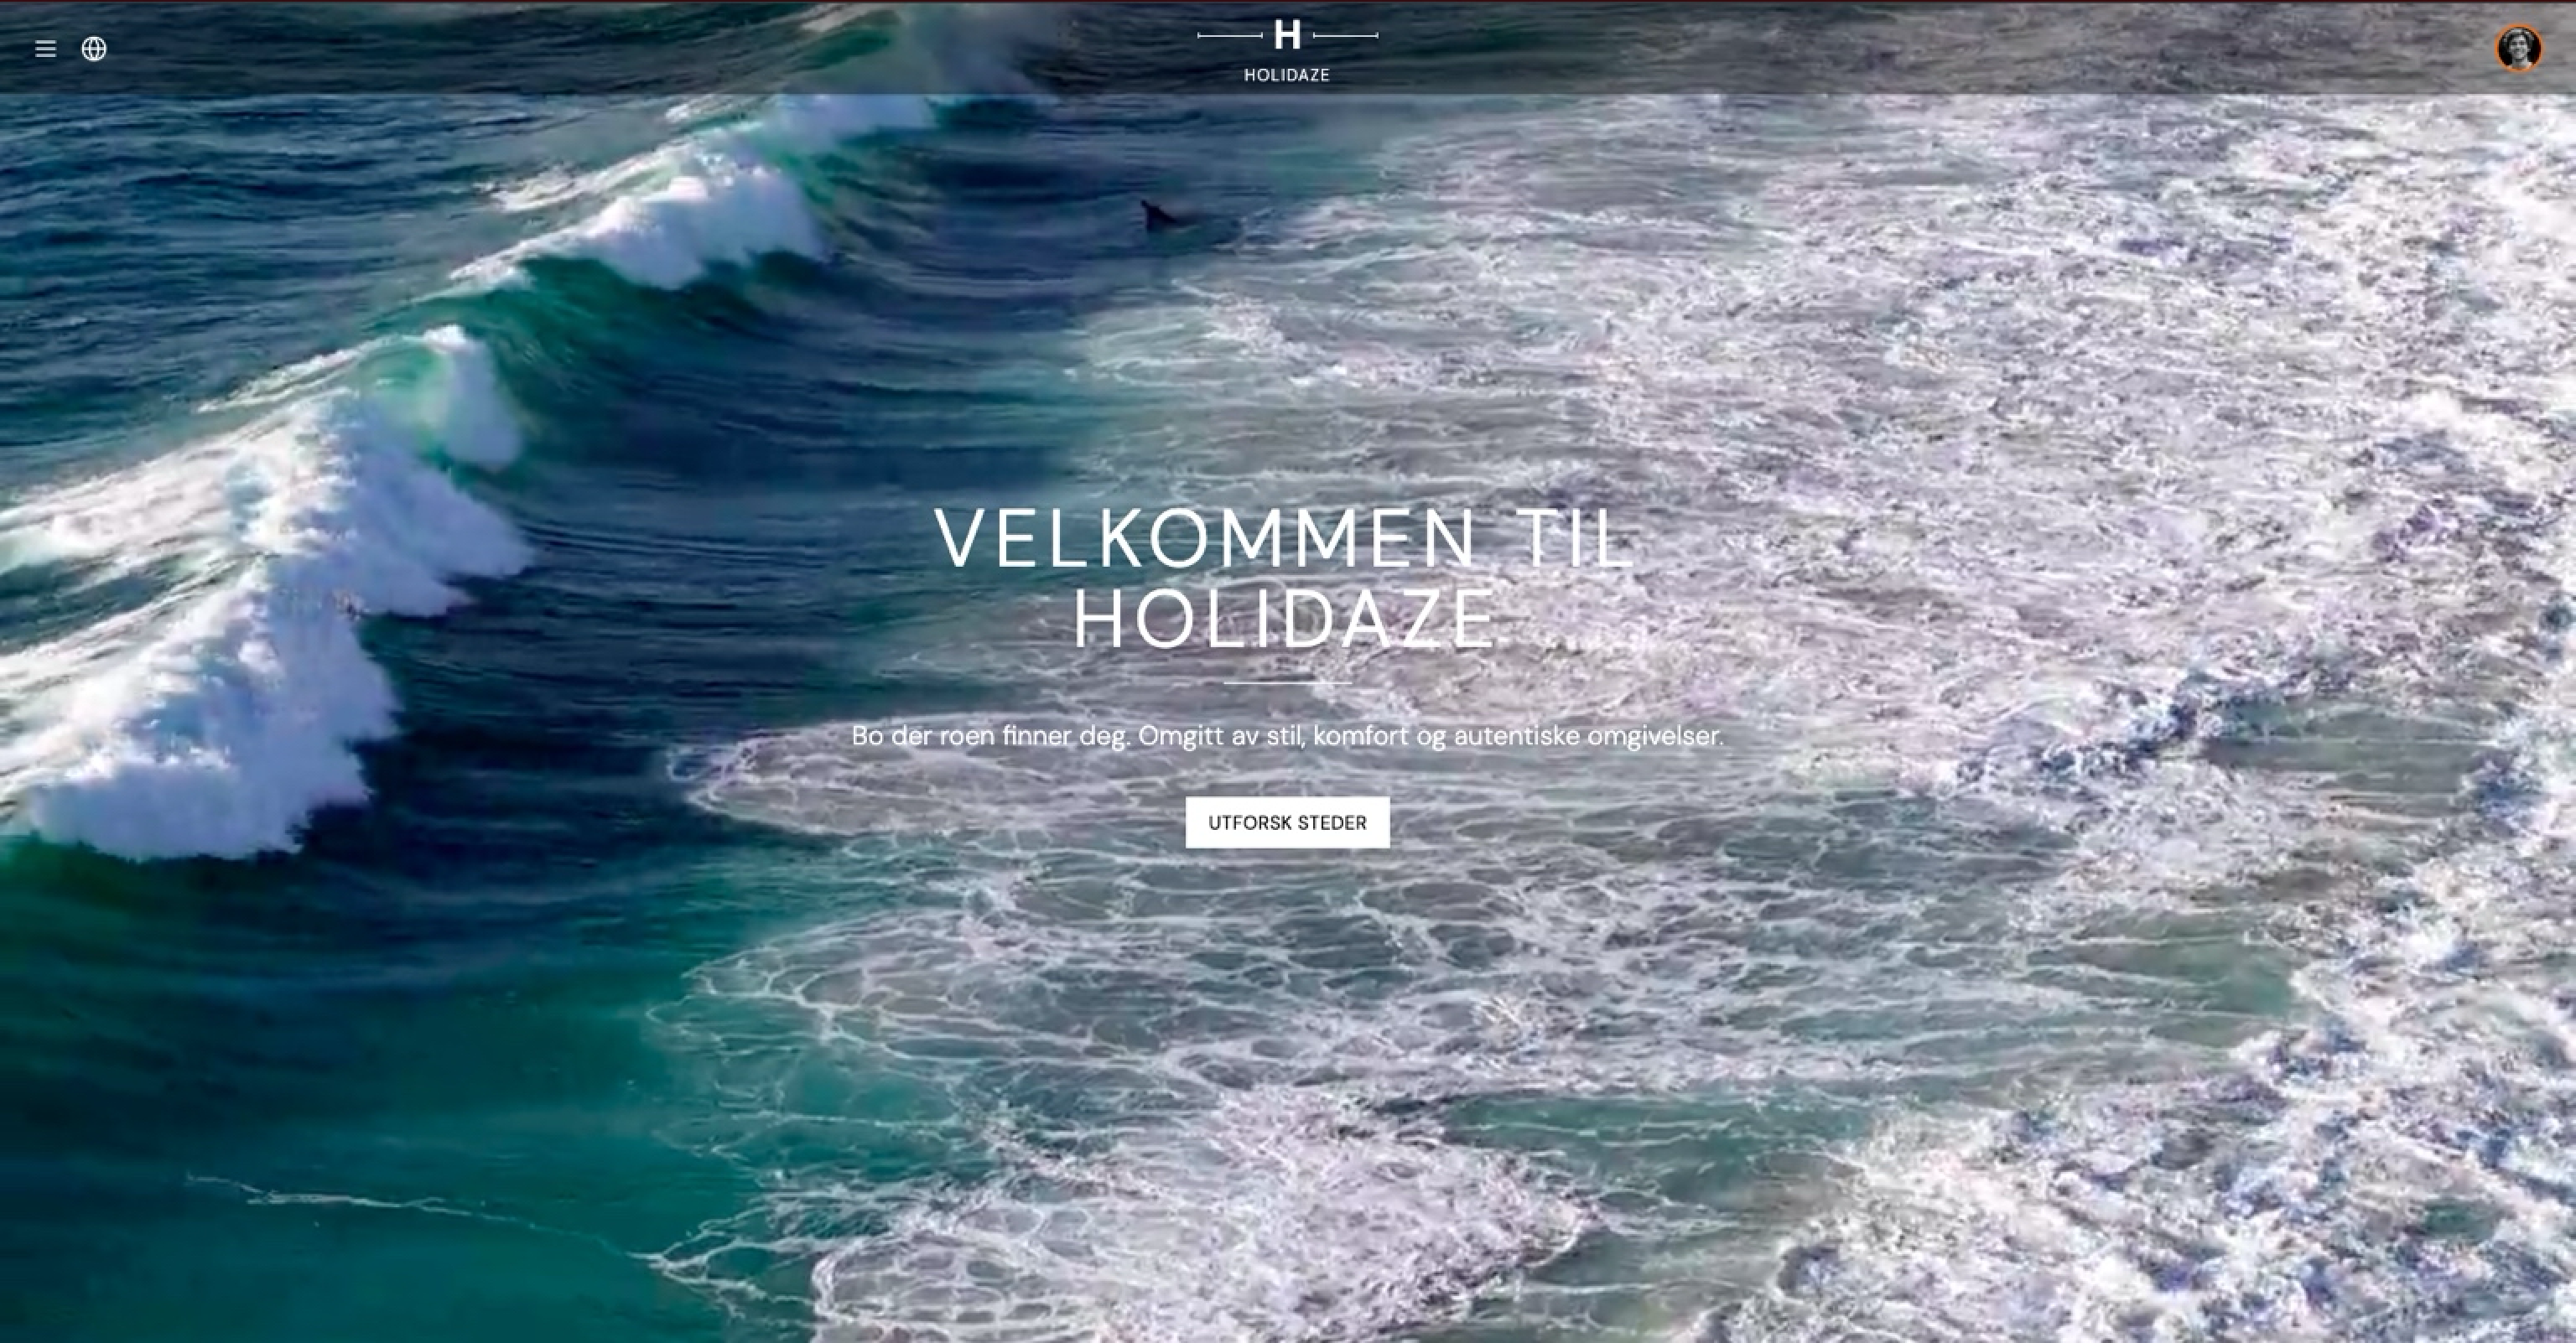 H
HOLIDAZE
VELKOMMEN TIL
HOLIDAZE
Bo der roen finner deg. Omgitt av stil, komfort og autentiske omgivelser.
UTFORSK STEDER